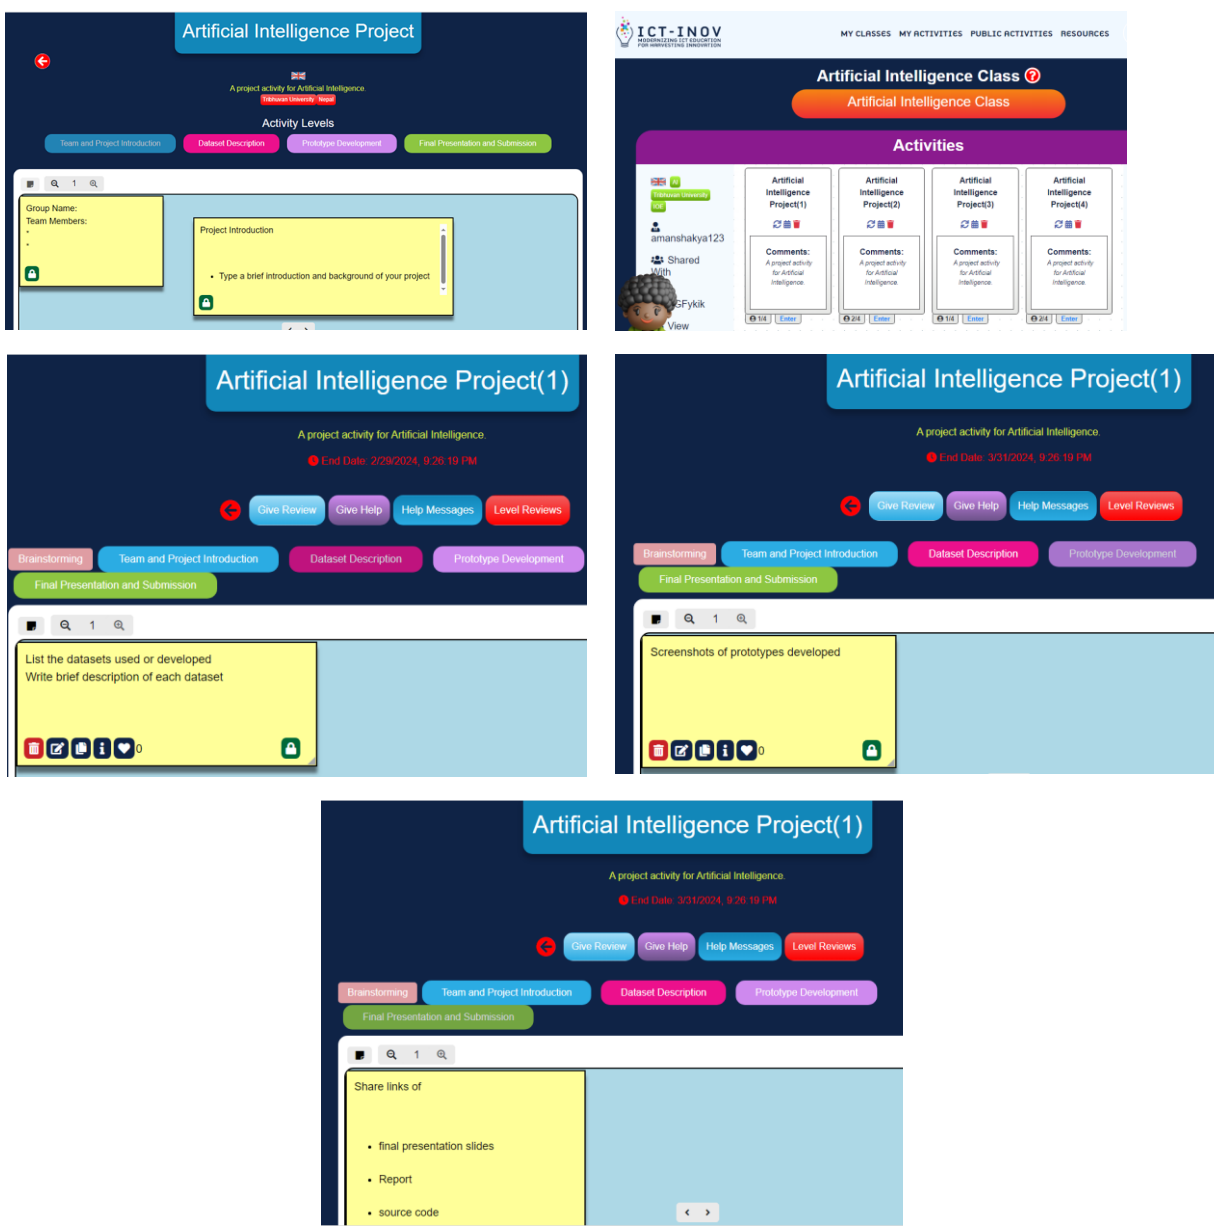 Artificial Intelligence Project
A project activity for Artificial Intelligence.
Tribhuvan University Nepal
Activity Levels
Team and Project Introduction Dataset Description Prototype Development Final Presentation and Submission
1
Group Name:
Team Members:
*
*
Project Introduction
• Type a brief introduction and background of your project
ICT-INOV
MODERNIZING ICT EDUCATION
FOR HARVESTING INNOVATION
MY CLASSES MY ACTIVITIES PUBLIC ACTIVITIES RESOURCES
Artificial Intelligence Class ?
Artificial Intelligence Class
Activities
AI
Tribhuvan University
IOE
amanshakya123
Shared
With
GFykik
View
Artificial
Intelligence
Project(1)
Comments:
A project activity
for Artificial
Intelligence.
1/4 Enter
Artificial
Intelligence
Project(2)
Comments:
A project activity
for Artificial
Intelligence.
2/4 Enter
Artificial
Intelligence
Project(3)
Comments:
A project activity
for Artificial
Intelligence.
1/4 Enter
Artificial
Intelligence
Project(4)
Comments:
A project activity
for Artificial
Intelligence.
2/4 Enter
Artificial Intelligence Project(1)
A project activity for Artificial Intelligence.
End Date: 2/29/2024, 9:26:19 PM
Give Review Give Help Help Messages Level Reviews
Brainstorming Team and Project Introduction Dataset Description Prototype Development
Final Presentation and Submission
1
List the datasets used or developed
Write brief description of each dataset
0
Artificial Intelligence Project(1)
A project activity for Artificial Intelligence.
End Date: 3/31/2024, 9:26:19 PM
Give Review Give Help Help Messages Level Reviews
Brainstorming Team and Project Introduction Dataset Description Prototype Development
Final Presentation and Submission
1
Screenshots of prototypes developed
0
Artificial Intelligence Project(1)
A project activity for Artificial Intelligence.
End Date: 3/31/2024, 9:26:19 PM
Give Review Give Help Help Messages Level Reviews
Brainstorming Team and Project Introduction Dataset Description Prototype Development
Final Presentation and Submission
1
Share links of
• final presentation slides
• Report
• source code